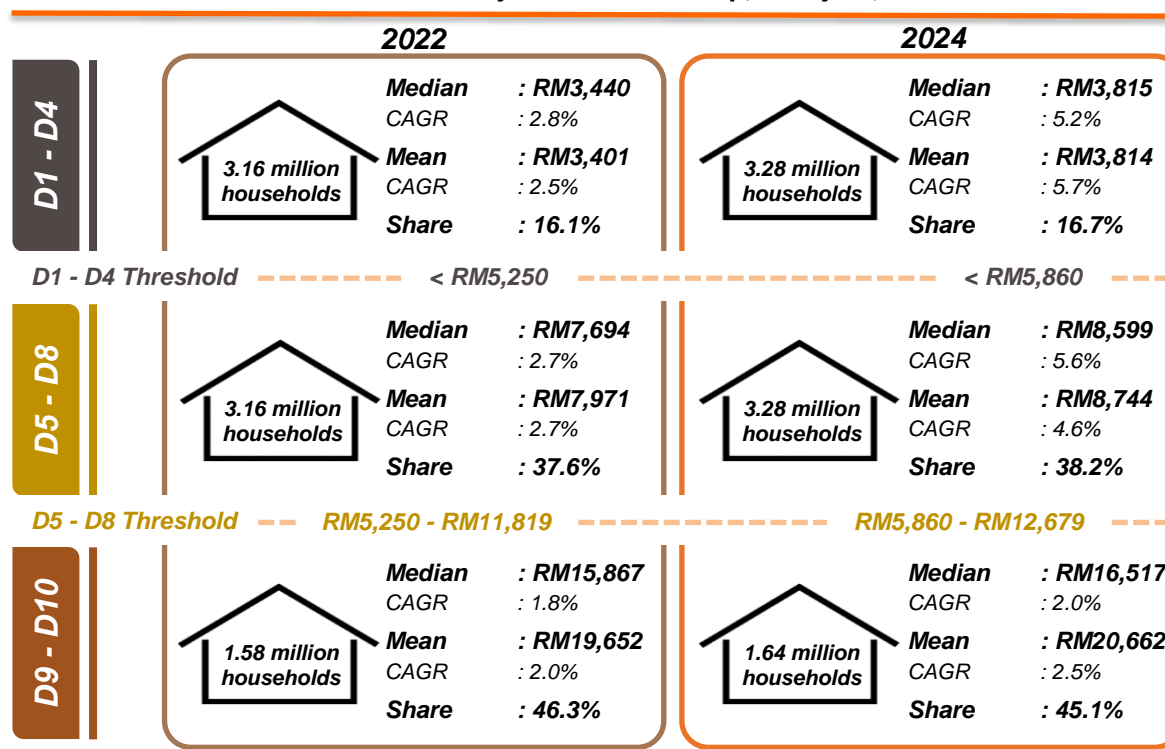 2022
2024
D1 - D4
Median : RM3,440
CAGR : 2.8%
Mean : RM3,401
CAGR : 2.5%
Share : 16.1%
3.16 million
households
Median : RM3,815
CAGR : 5.2%
Mean : RM3,814
CAGR : 5.7%
Share : 16.7%
3.28 million
households
D1 - D4 Threshold < RM5,250 < RM5,860
D5 - D8
Median : RM7,694
CAGR : 2.7%
Mean : RM7,971
CAGR : 2.7%
Share : 37.6%
3.16 million
households
Median : RM8,599
CAGR : 5.6%
Mean : RM8,744
CAGR : 4.6%
Share : 38.2%
3.28 million
households
D5 - D8 Threshold RM5,250 - RM11,819 RM5,860 - RM12,679
D9 - D10
Median : RM15,867
CAGR : 1.8%
Mean : RM19,652
CAGR : 2.0%
Share : 46.3%
1.58 million
households
Median : RM16,517
CAGR : 2.0%
Mean : RM20,662
CAGR : 2.5%
Share : 45.1%
1.64 million
households